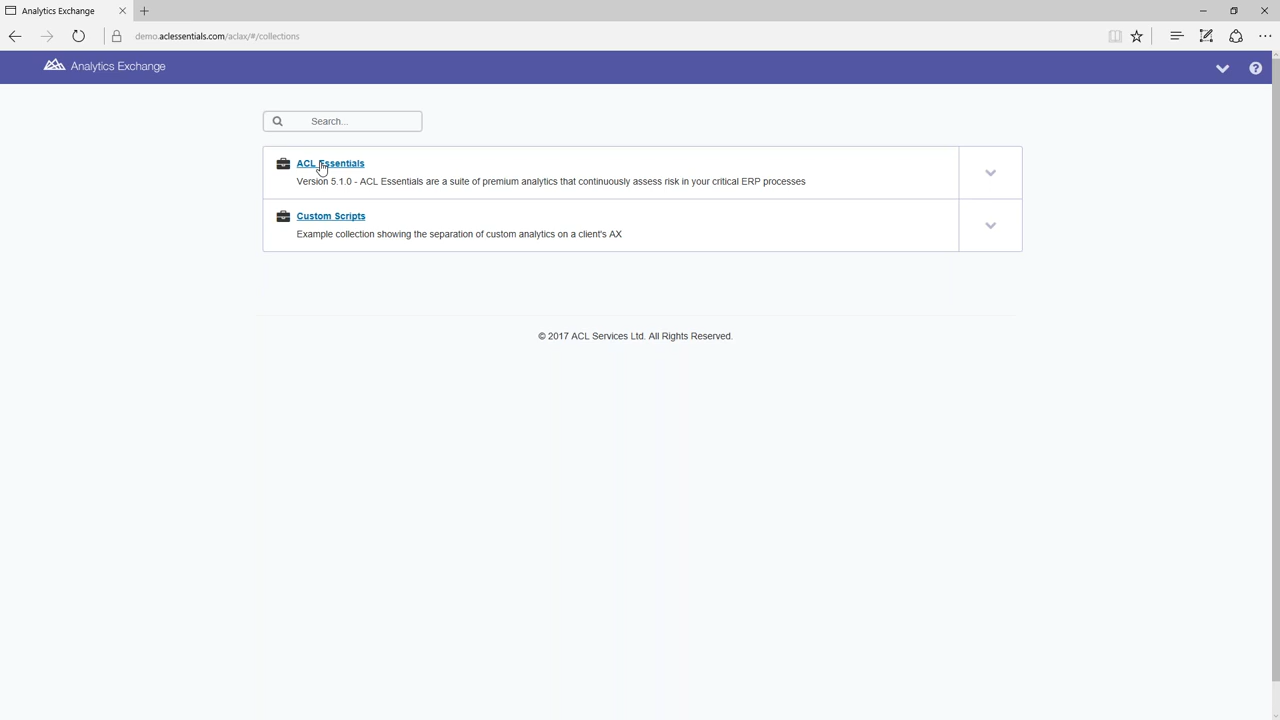 Analytics Exchange
demo.aclessentials.com/aclax/#/collections
Analytics Exchange
Search...
ACL Essentials
Version 5.1.0 - ACL Essentials are a suite of premium analytics that continuously assess risk in your critical ERP processes
Custom Scripts
Example collection showing the separation of custom analytics on a client's AX
© 2017 ACL Services Ltd. All Rights Reserved.